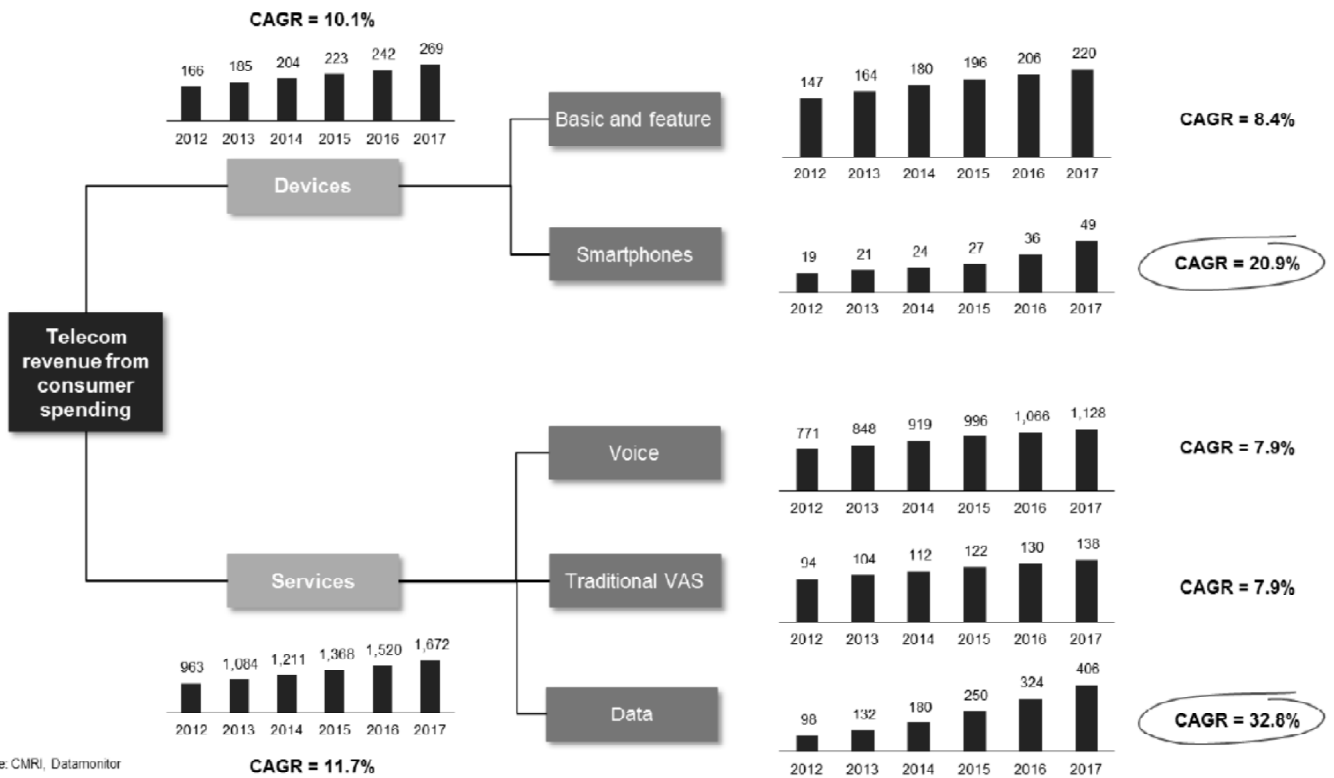 CAGR = 10.1%
166 185 204 223 242 269
2012 2013 2014 2015 2016 2017
Devices
Basic and feature
147 164 180 196 206 220
2012 2013 2014 2015 2016 2017
CAGR = 8.4%
Smartphones
19 21 24 27 36 49
2012 2013 2014 2015 2016 2017
CAGR = 20.9%
Telecom
revenue from
consumer
spending
Voice
771 848 919 996 1,066 1,128
2012 2013 2014 2015 2016 2017
CAGR = 7.9%
Services
Traditional VAS
94 104 112 122 130 138
2012 2013 2014 2015 2016 2017
CAGR = 7.9%
963 1,084 1,211 1,368 1,520 1,672
2012 2013 2014 2015 2016 2017
CAGR = 11.7%
Data
98 132 180 250 324 406
2012 2013 2014 2015 2016 2017
CAGR = 32.8%
e: CMRI, Datamonitor